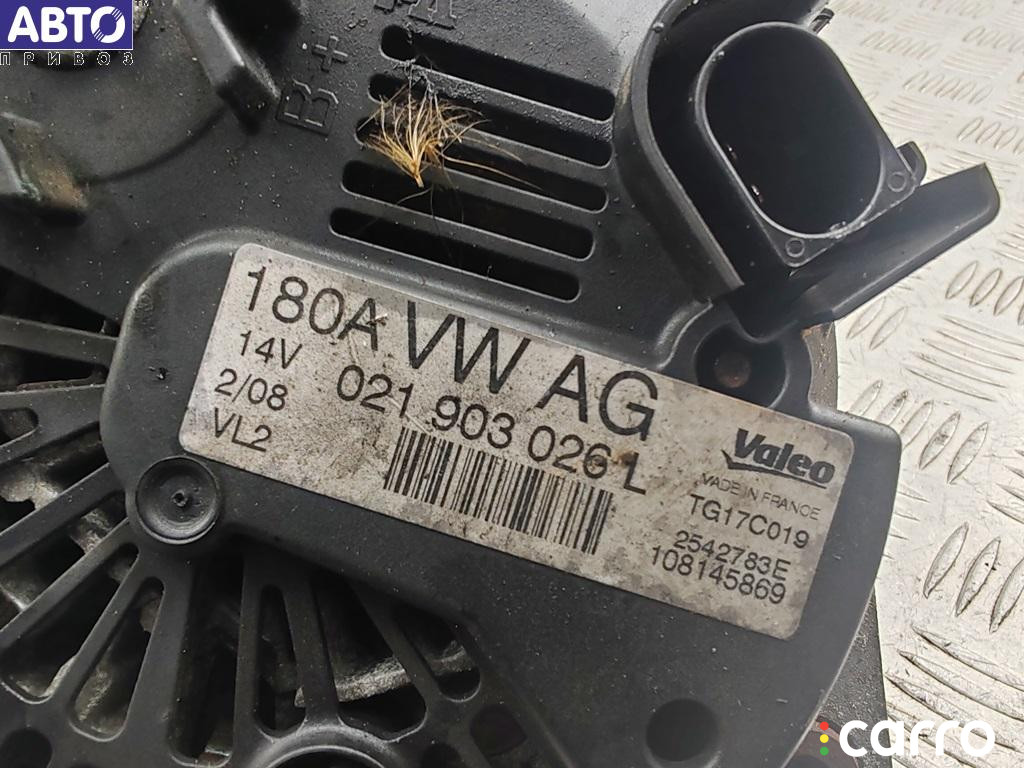 АВТО
ПРИВОЗ
B+
180A VW AG
14V 021 903 026 L
2/08
VL2
Valeo
MADE IN FRANCE
TG17C019
2542783E
108145869
carro